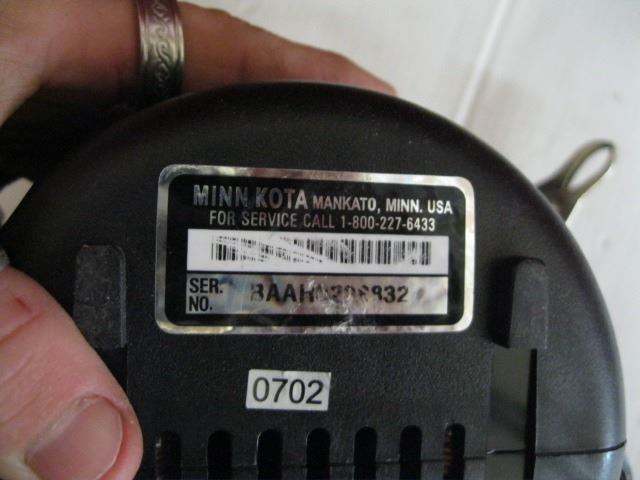 MINN KOTA MANKATO, MINN. USA
FOR SERVICE CALL 1-800-227-6433
SER.
NO.
0702